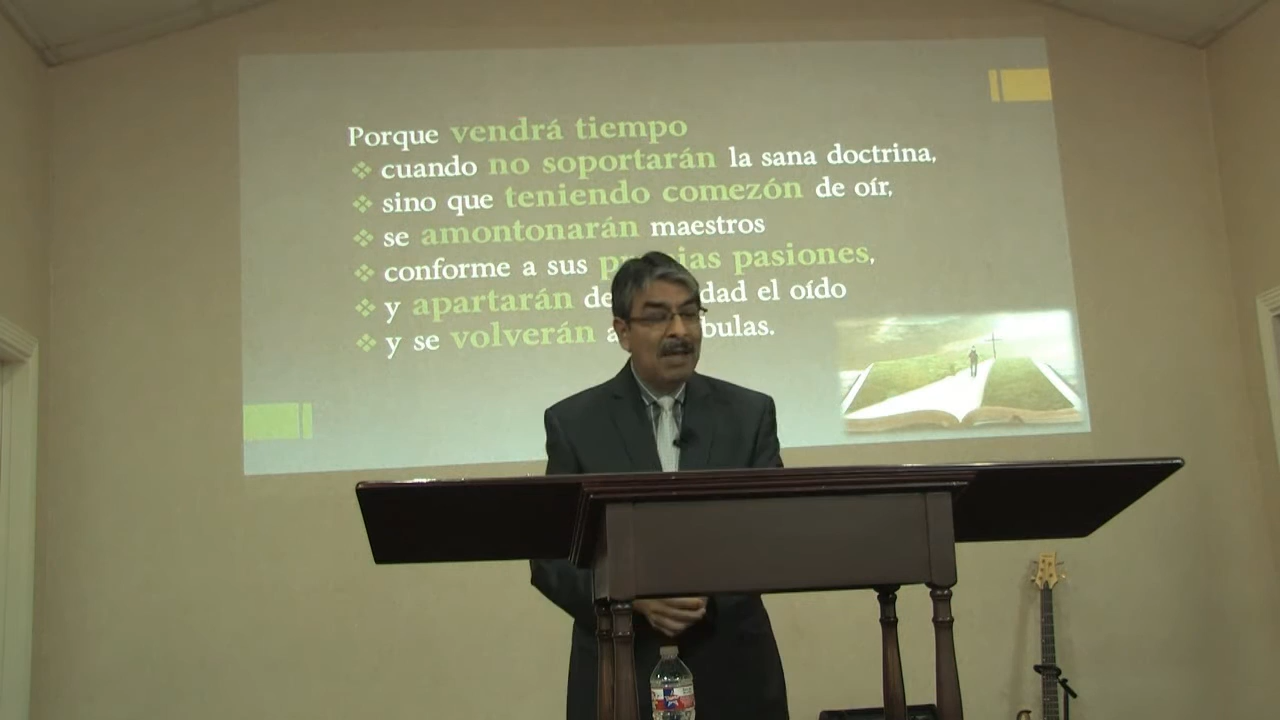 Porque vendrá tiempo
❖ cuando no soportarán la sana doctrina,
❖ sino que teniendo comezón de oír,
❖ se amontonarán maestros
❖ conforme a sus pasiones,
❖ y apartarán el oído
❖ y se volverán